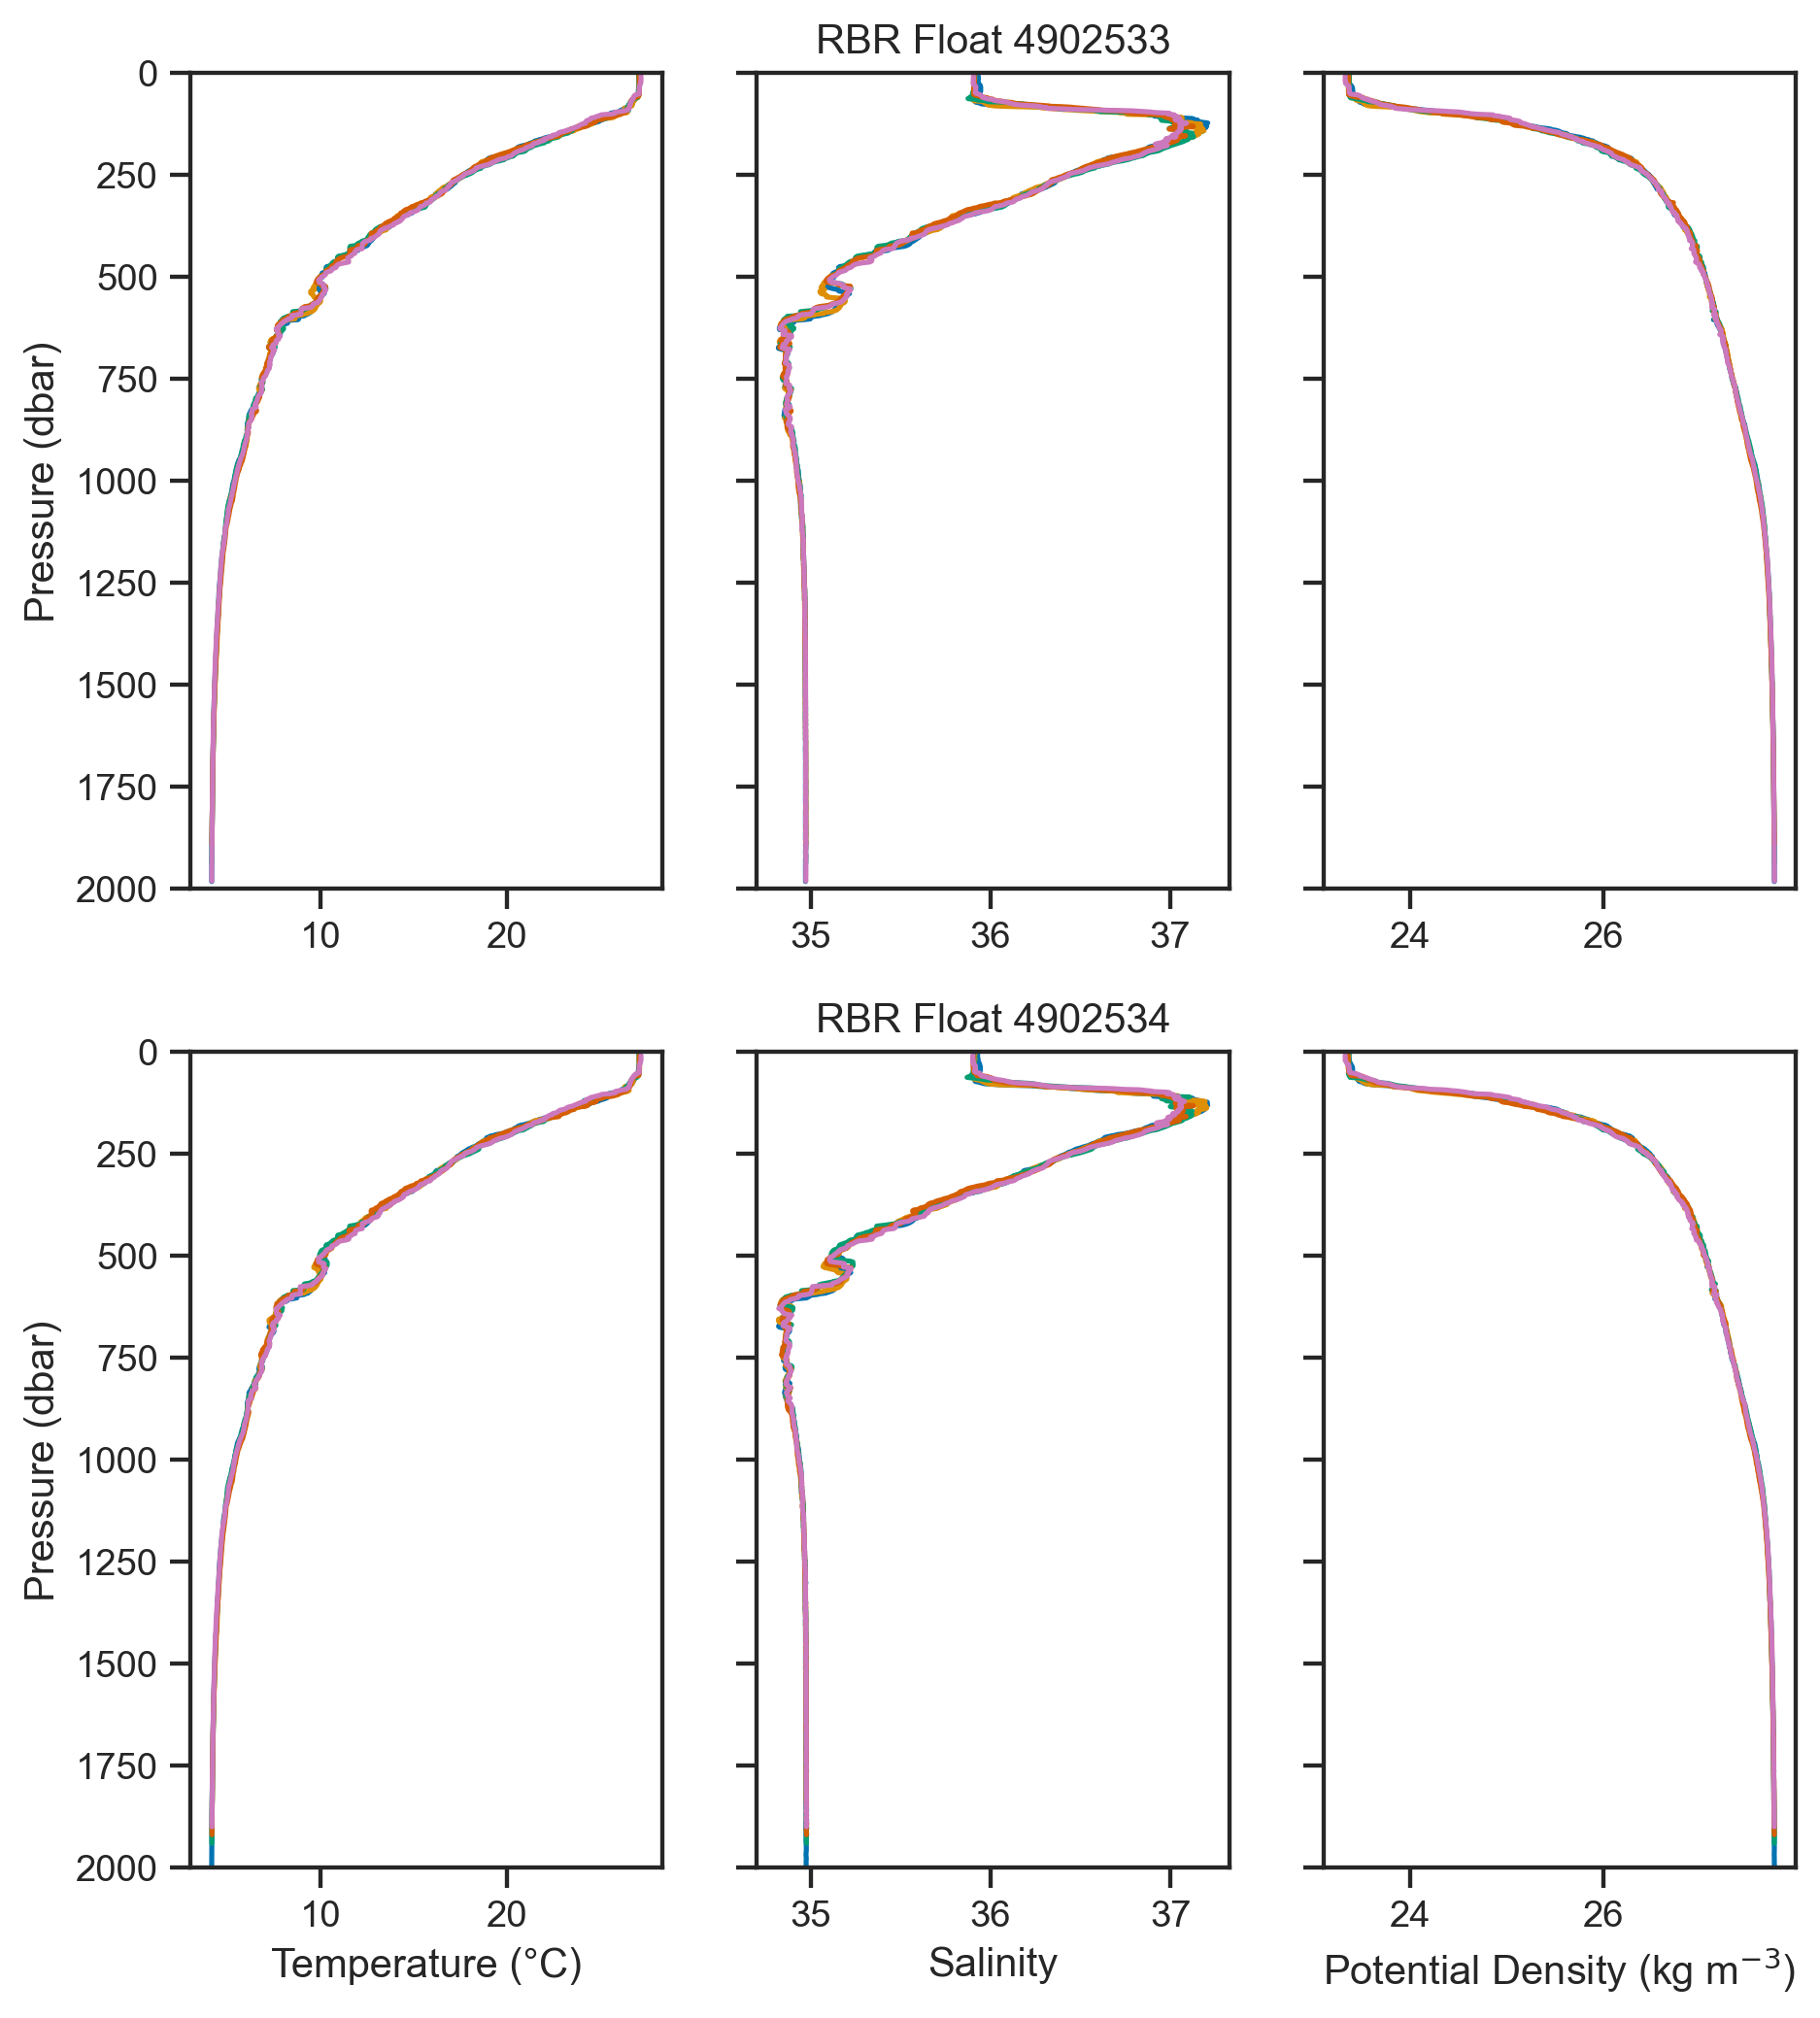 RBR Float 4902533
Pressure (dbar)
0
250
500
750
1000
1250
1500
1750
2000
10 20
35 36 37
24 26
RBR Float 4902534
Pressure (dbar)
0
250
500
750
1000
1250
1500
1750
2000
10 20
35 36 37
24 26
Temperature (°C)
Salinity
Potential Density (kg m⁻³)